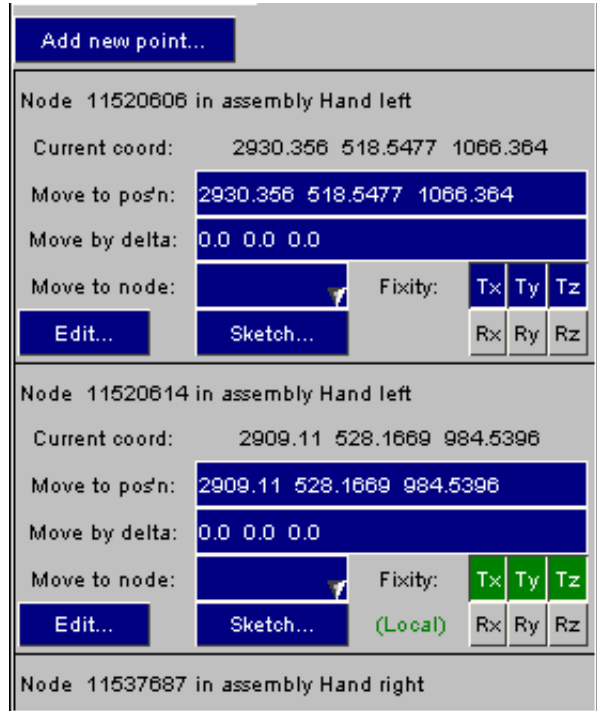 Add new point...
Node 11520606 in assembly Hand left
Current coord: 2930.356 518.5477 1066.364
Move to pos'n: 2930.356 518.5477 1066.364
Move by delta: 0.0 0.0 0.0
Move to node: Fixity: Tx Ty Tz
Edit... Sketch... Rx Ry Rz
Node 11520614 in assembly Hand left
Current coord: 2909.11 528.1669 984.5396
Move to pos'n: 2909.11 528.1669 984.5396
Move by delta: 0.0 0.0 0.0
Move to node: Fixity: Tx Ty Tz
Edit... Sketch... (Local) Rx Ry Rz
Node 11537687 in assembly Hand right